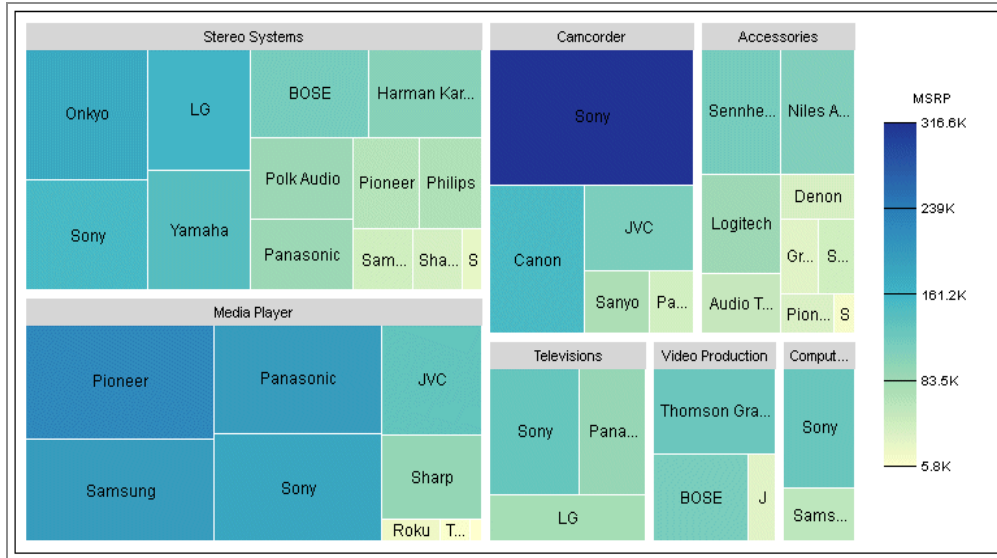 Stereo Systems
Onkyo
LG
BOSE
Harman Kar...
Polk Audio
Pioneer
Philips
Sony
Yamaha
Panasonic
Sam...
Sha...
S
Media Player
Pioneer
Panasonic
JVC
Samsung
Sony
Sharp
Roku
T...
Camcorder
Sony
Canon
JVC
Sanyo
Pa...
Accessories
Sennhe...
Niles A...
Logitech
Denon
Gr...
S...
Audio T...
Pion...
S
Televisions
Sony
Pana...
LG
Video Production
Thomson Gra...
BOSE
J
Comput...
Sony
Sams...
MSRP
316.6K
239K
161.2K
83.5K
5.8K